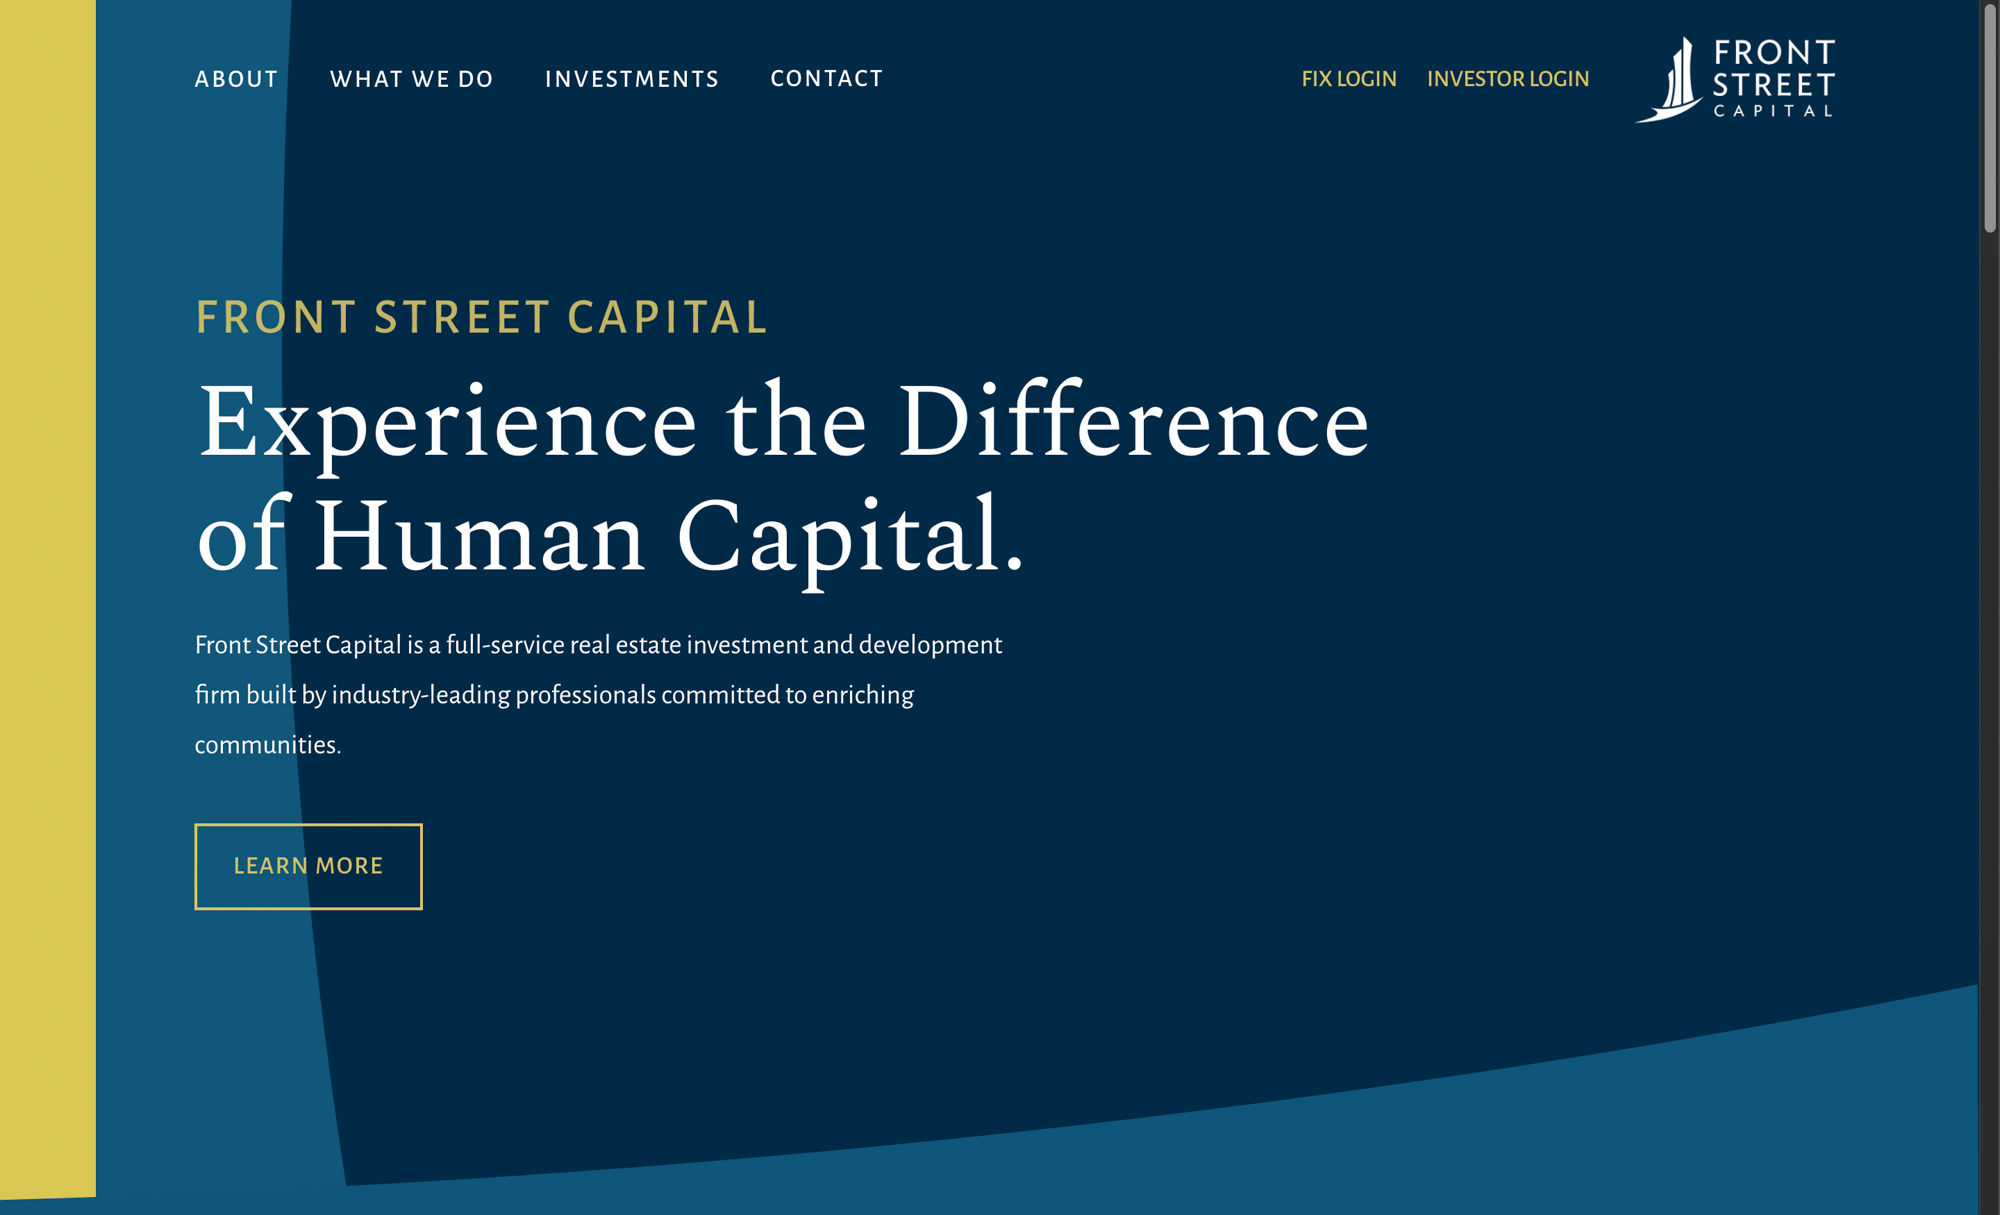 ABOUT WHAT WE DO INVESTMENTS CONTACT FIX LOGIN INVESTOR LOGIN
FRONT
STREET
CAPITAL
FRONT STREET CAPITAL
Experience the Difference
of Human Capital.
Front Street Capital is a full-service real estate investment and development
firm built by industry-leading professionals committed to enriching
communities.
LEARN MORE